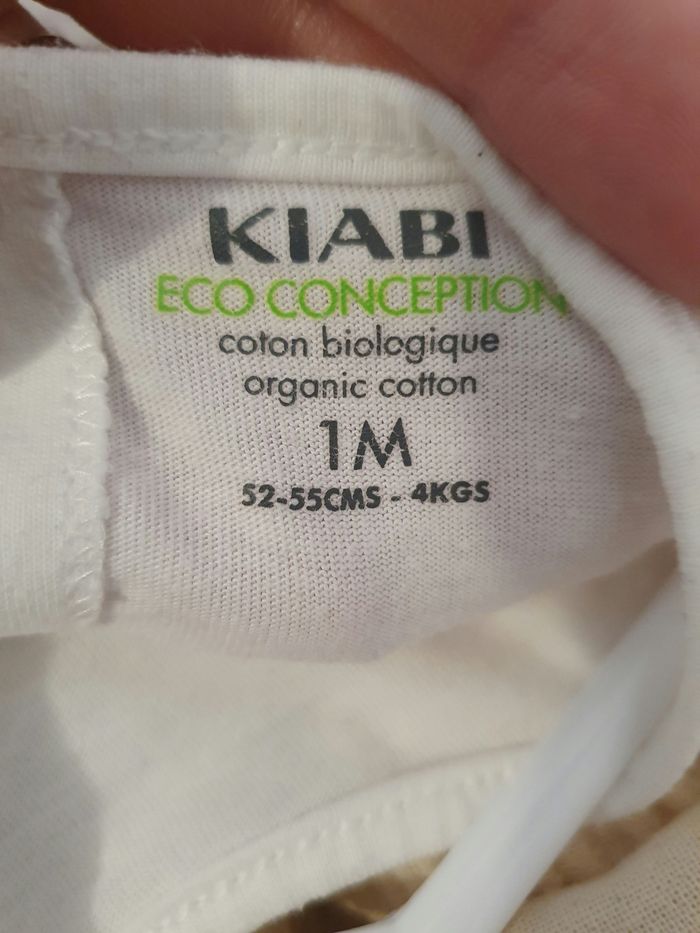 KIABI
ECO CONCEPTION
coton biologique
organic cotton
1M
52-55CMS - 4KGS